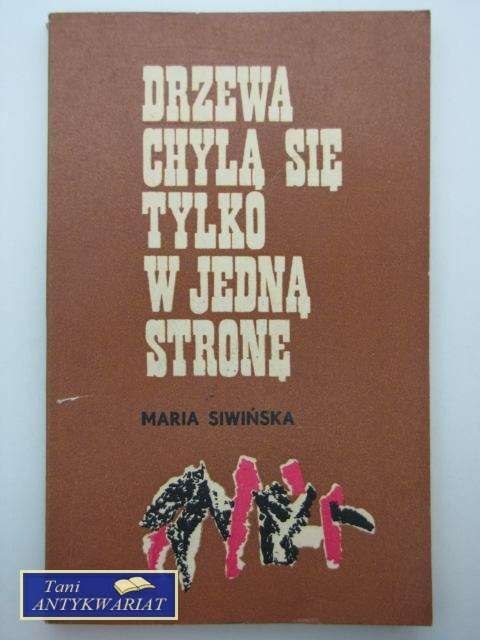 DRZEWA
CHYLĄ SIĘ
TYLKO
W JEDNĄ
STRONĘ
MARIA SIWIŃSKA
Tani
ANTYKWARIAT